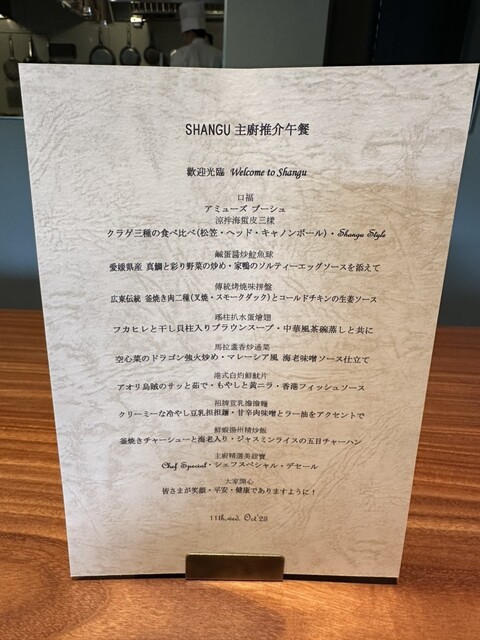 SHANGU 主廚推介午餐
歡迎光臨 Welcome to Shangu
口福
アミューズ ブーシュ
涼拌海蜇皮三樣
クラゲ三種の食べ比べ(松笠・ヘッド・キャノンボール)・Shangu Style
鹹蛋醬炒鯛魚球
愛媛県産 真鯛と彩り野菜の炒め・家鴨のソルティーエッグソースを添えて
傳統烤燒味拼盤
広東伝統 釜焼き肉二種(叉焼・スモークダック)とコールドチキンの生姜ソース
瑤柱扒水蛋燴翅
フカヒレと干し貝柱入りブラウンスープ・中華風茶碗蒸しと共に
馬拉盞香炒通菜
空心菜のドラゴン強火炒め・マレーシア風 海老味噌ソース仕立て
港式白灼鮮魷片
アオリ烏賊のサッと茹で・もやしと黄ニラ・香港フィッシュソース
招牌豆乳擔擔麵
クリーミーな冷やし豆乳担担麺・甘辛肉味噌とラー油をアクセントで
鮮蝦揚州精炒飯
釜焼きチャーシューと海老入り・ジャスミンライスの五目チャーハン
主廚精選美甜寶
Chef Special・シェフスペシャル・デセール
大家開心
皆さまが笑顔・平安・健康でありますように!
11th,wed, Oct'23